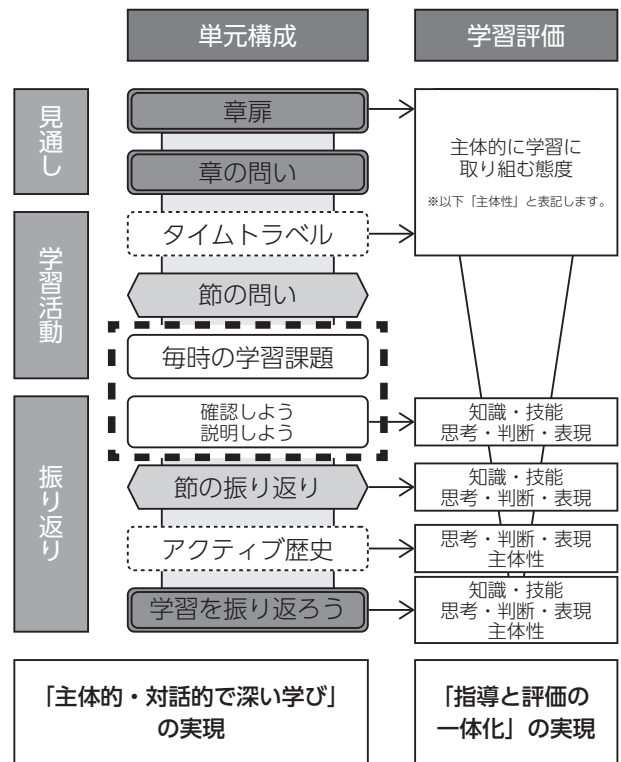 単元構成
学習評価
見通し
章扉
章の問い
主体的に学習に
取り組む態度
※以下「主体性」と表記します。
学習活動
タイムトラベル
節の問い
毎時の学習課題
振り返り
確認しよう
説明しよう
知識・技能
思考・判断・表現
節の振り返り
知識・技能
思考・判断・表現
アクティブ歴史
思考・判断・表現
主体性
学習を振り返ろう
知識・技能
思考・判断・表現
主体性
「主体的・対話的で深い学び」
の実現
「指導と評価の
一体化」の実現